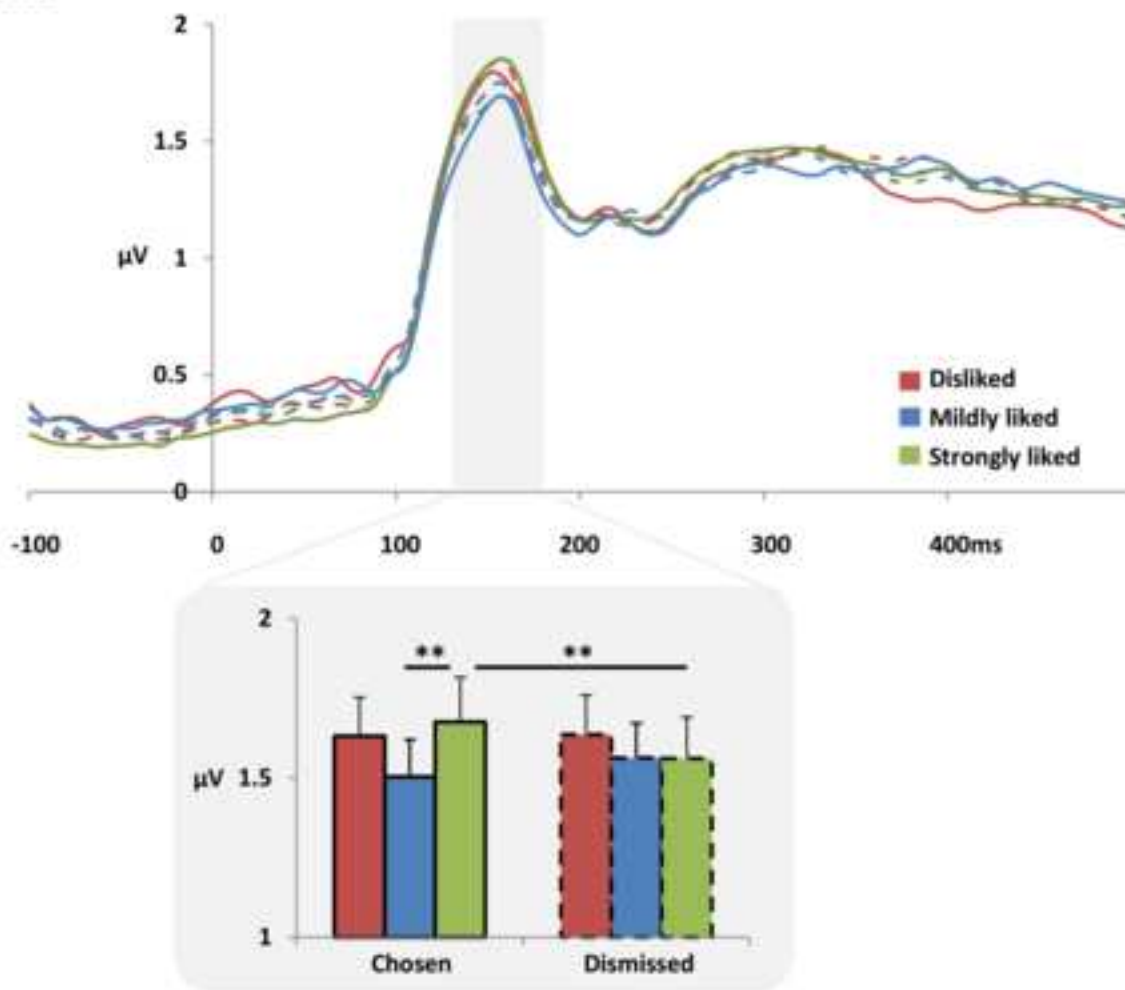 2
1.5
µV
1
0.5
Disliked
Mildly liked
Strongly liked
0
-100 0 100 200 300 400ms
2
** **
µV 1.5
1
Chosen Dismissed